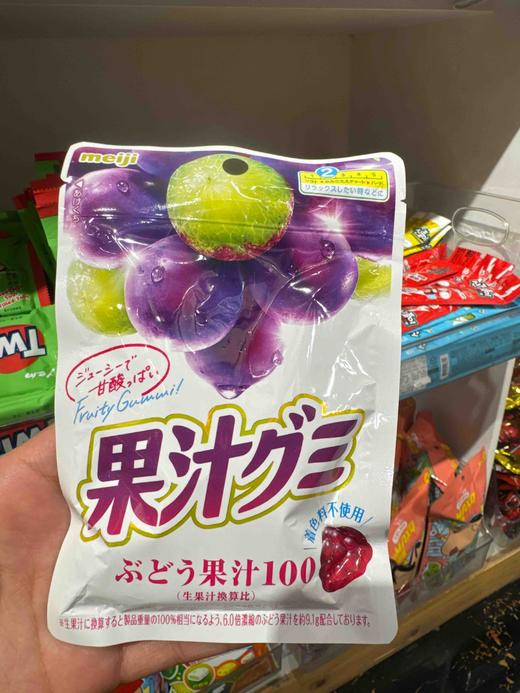 meiji
あけくち
2
リラックスしたい時などに
ジューシーで
甘酸っぱい
Fruity Gummi!
果汁グミ
着色料不使用
ぶどう果汁100
(生果汁換算比)
※生果汁に換算すると製品重量の100%相当になるよう、6.0倍濃縮のぶどう果汁を約9.1g配合しております。